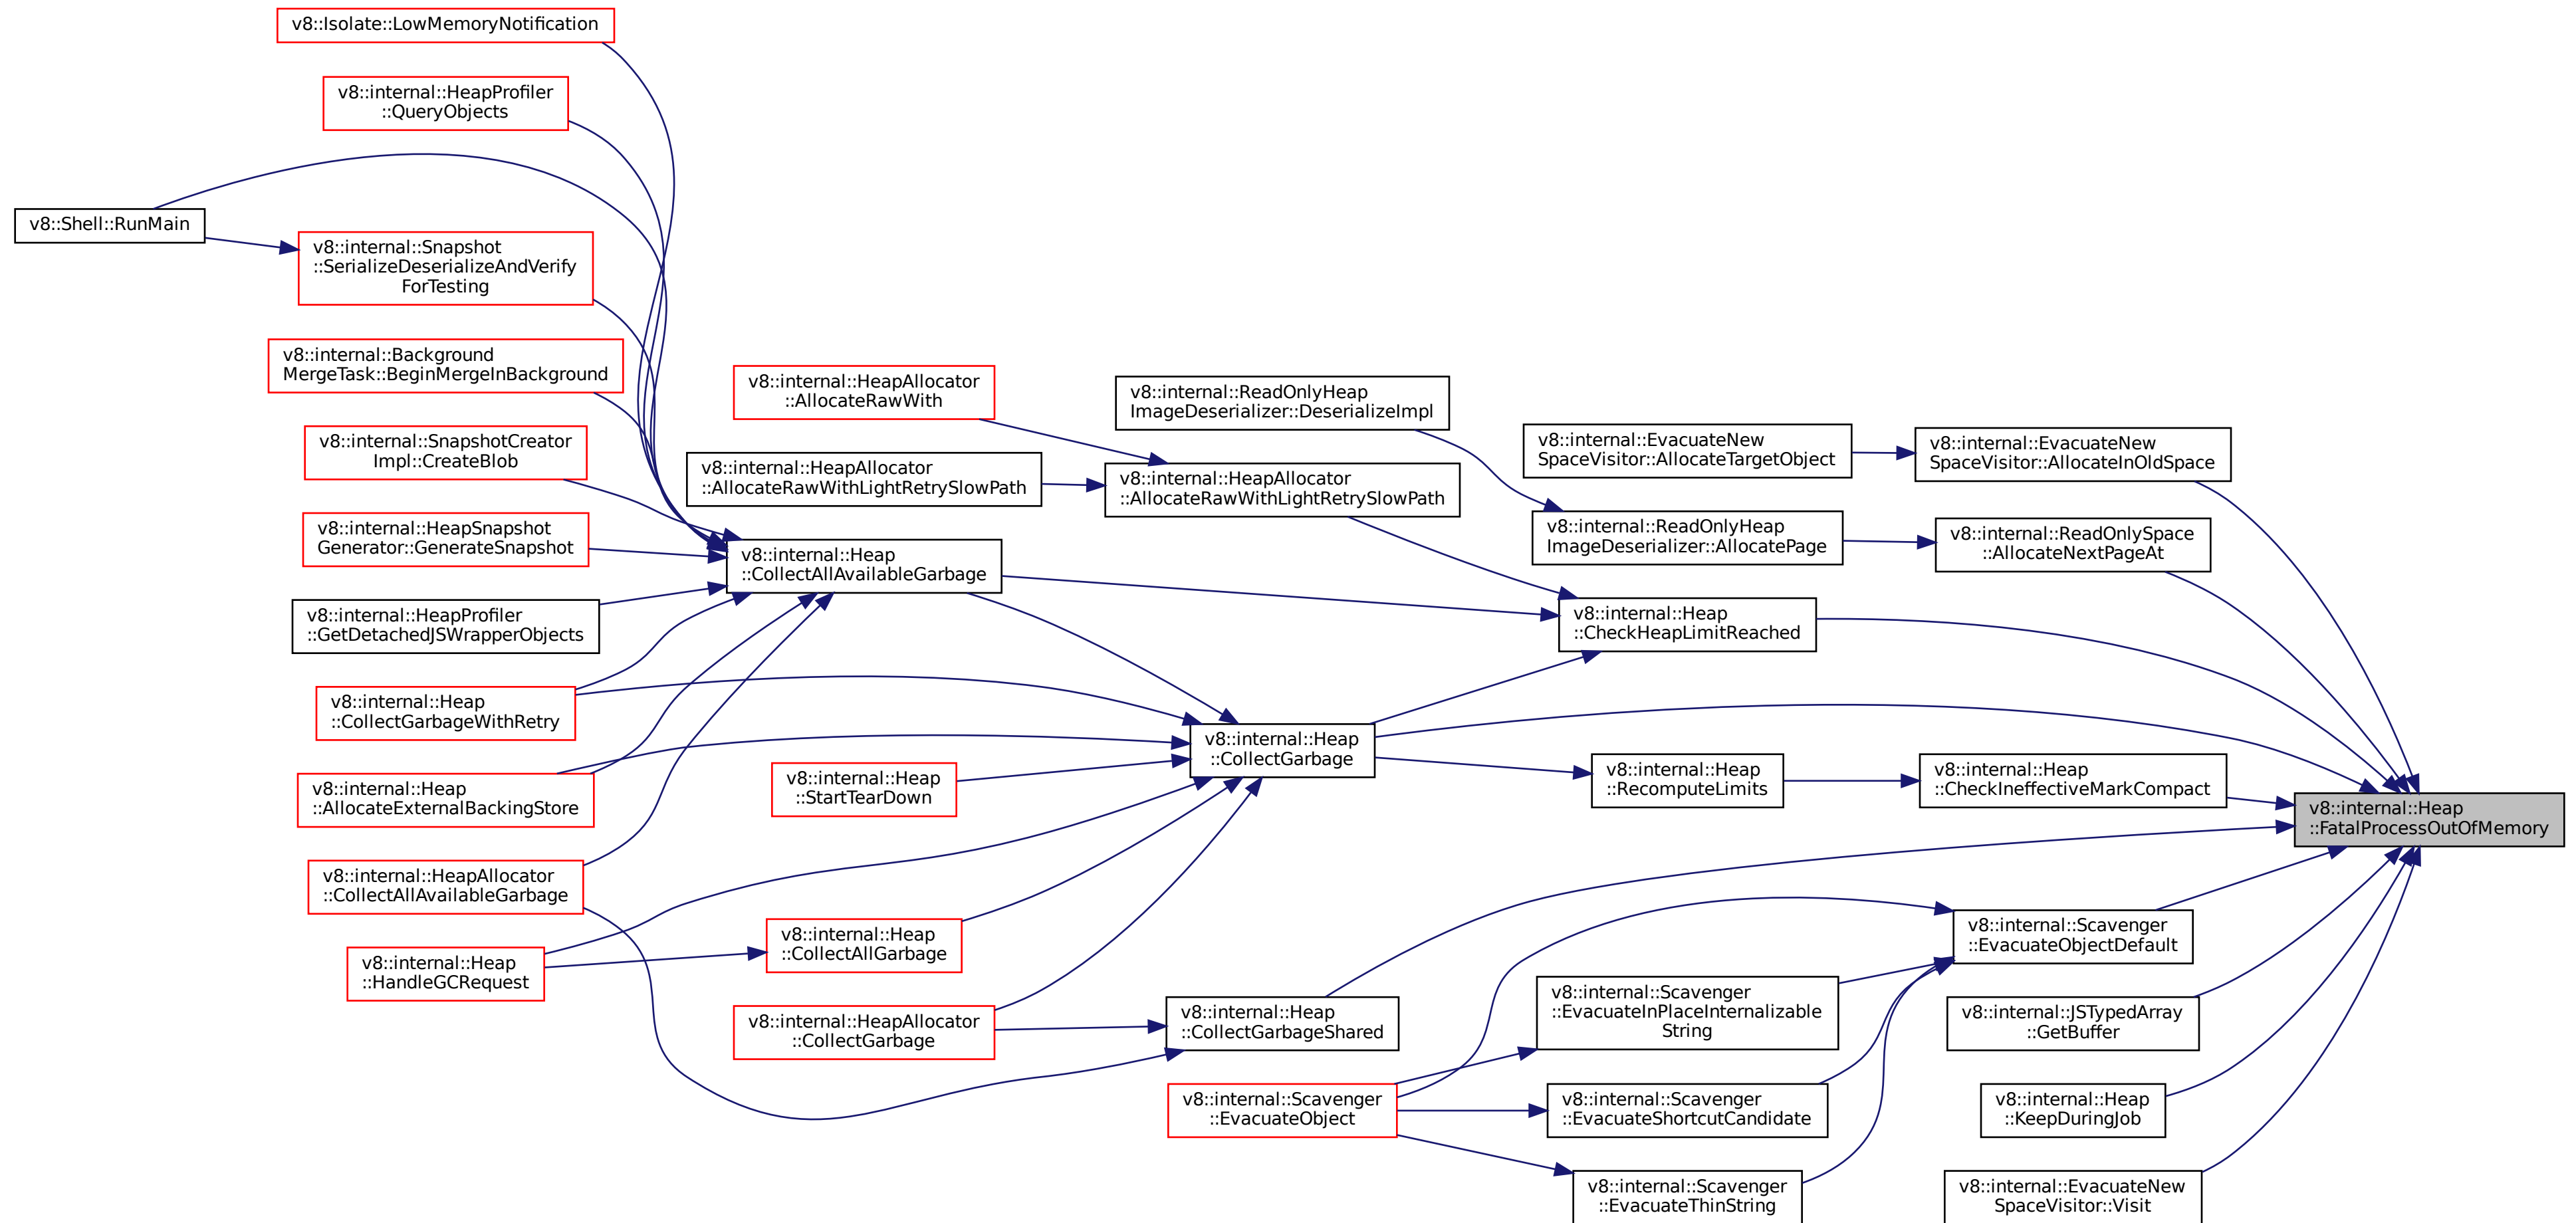 v8::Isolate::LowMemoryNotification
v8::internal::HeapProfiler
::QueryObjects
v8::Shell::RunMain
v8::internal::Snapshot
::SerializeDeserializeAndVerify
ForTesting
v8::internal::Background
MergeTask::BeginMergeInBackground
v8::internal::SnapshotCreator
Impl::CreateBlob
v8::internal::HeapSnapshot
Generator::GenerateSnapshot
v8::internal::HeapProfiler
::GetDetachedJSWrapperObjects
v8::internal::Heap
::CollectGarbageWithRetry
v8::internal::Heap
::AllocateExternalBackingStore
v8::internal::HeapAllocator
::CollectAllAvailableGarbage
v8::internal::Heap
::HandleGCRequest
v8::internal::HeapAllocator
::AllocateRawWith
v8::internal::HeapAllocator
::AllocateRawWithLightRetrySlowPath
v8::internal::Heap
::CollectAllAvailableGarbage
v8::internal::Heap
::StartTearDown
v8::internal::Heap
::CollectAllGarbage
v8::internal::HeapAllocator
::CollectGarbage
v8::internal::ReadOnlyHeap
ImageDeserializer::DeserializeImpl
v8::internal::HeapAllocator
::AllocateRawWithLightRetrySlowPath
v8::internal::Heap
::CollectGarbage
v8::internal::Heap
::CollectGarbageShared
v8::internal::Scavenger
::EvacuateObject
v8::internal::EvacuateNew
SpaceVisitor::AllocateTargetObject
v8::internal::ReadOnlyHeap
ImageDeserializer::AllocatePage
v8::internal::Heap
::CheckHeapLimitReached
v8::internal::Heap
::RecomputeLimits
v8::internal::Scavenger
::EvacuateInPlaceInternalizable
String
v8::internal::Scavenger
::EvacuateShortcutCandidate
v8::internal::Scavenger
::EvacuateThinString
v8::internal::EvacuateNew
SpaceVisitor::AllocateInOldSpace
v8::internal::ReadOnlySpace
::AllocateNextPageAt
v8::internal::Heap
::CheckIneffectiveMarkCompact
v8::internal::Scavenger
::EvacuateObjectDefault
v8::internal::JSTypedArray
::GetBuffer
v8::internal::Heap
::KeepDuringJob
v8::internal::EvacuateNew
SpaceVisitor::Visit
v8::internal::Heap
::FatalProcessOutOfMemory